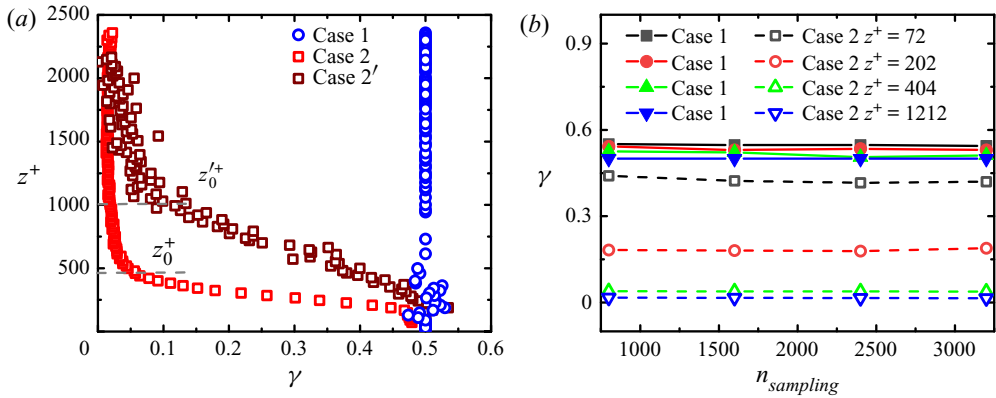 (a)
2500
2000
1500
1000
500
0
z⁺
0
0.1
0.2
0.3
0.4
0.5
0.6
γ
Case 1
Case 2
Case 2′
z₀′⁺
z₀⁺
(b)
0.9
0.6
0.3
0
γ
1000
1500
2000
2500
3000
n_sampling
Case 1 Case 2 z⁺ = 72
Case 1 Case 2 z⁺ = 202
Case 1 Case 2 z⁺ = 404
Case 1 Case 2 z⁺ = 1212